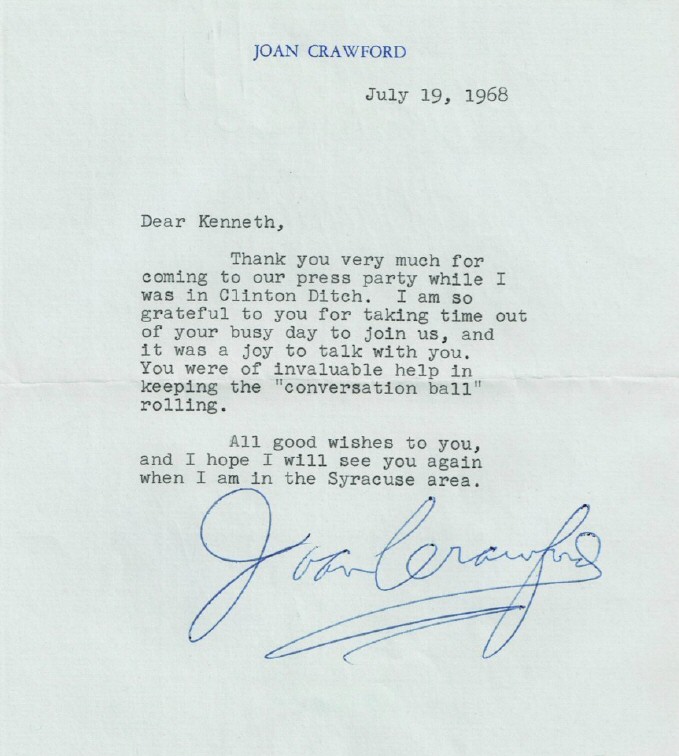 JOAN CRAWFORD
July 19, 1968
Dear Kenneth,
Thank you very much for
coming to our press party while I
was in Clinton Ditch. I am so
grateful to you for taking time out
of your busy day to join us, and
it was a joy to talk with you.
You were of invaluable help in
keeping the "conversation ball"
rolling.
All good wishes to you,
and I hope I will see you again
when I am in the Syracuse area.
Joan Crawford